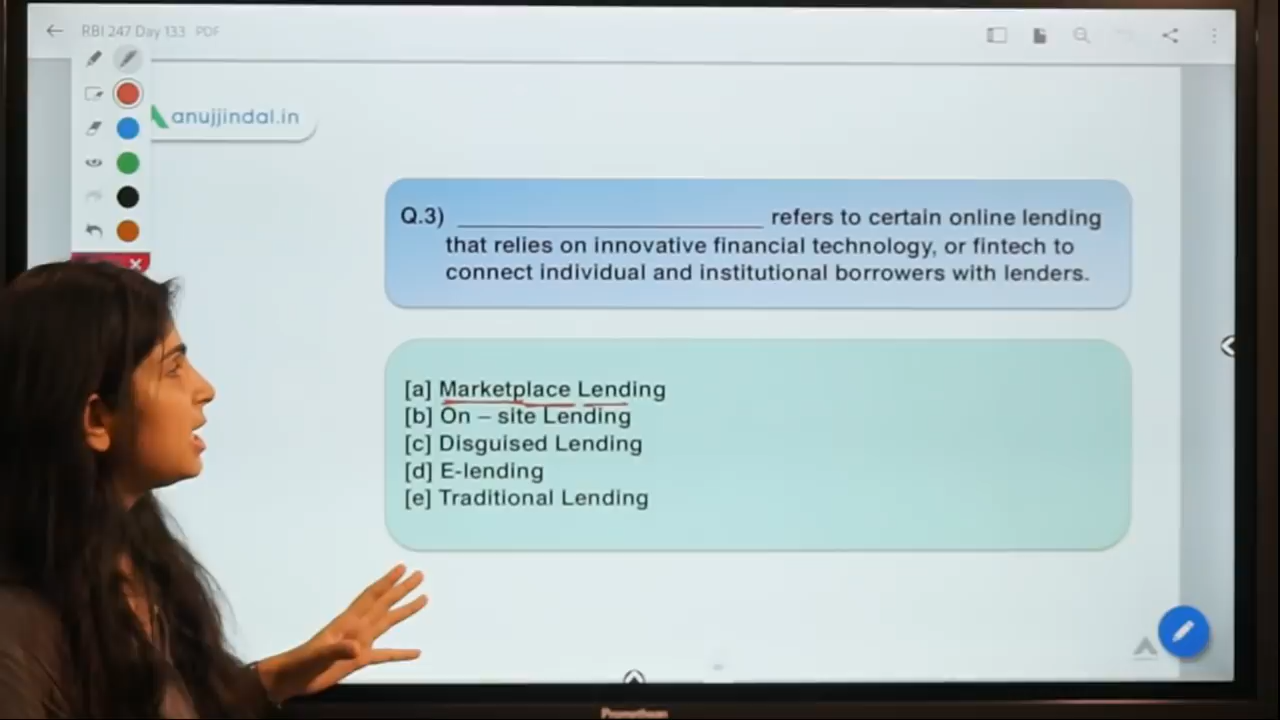 RBI 247 Day 133 PDF
anujjindal.in
Q.3) ______________________ refers to certain online lending
that relies on innovative financial technology, or fintech to
connect individual and institutional borrowers with lenders.
[a] Marketplace Lending
[b] On – site Lending
[c] Disguised Lending
[d] E-lending
[e] Traditional Lending
Promethean